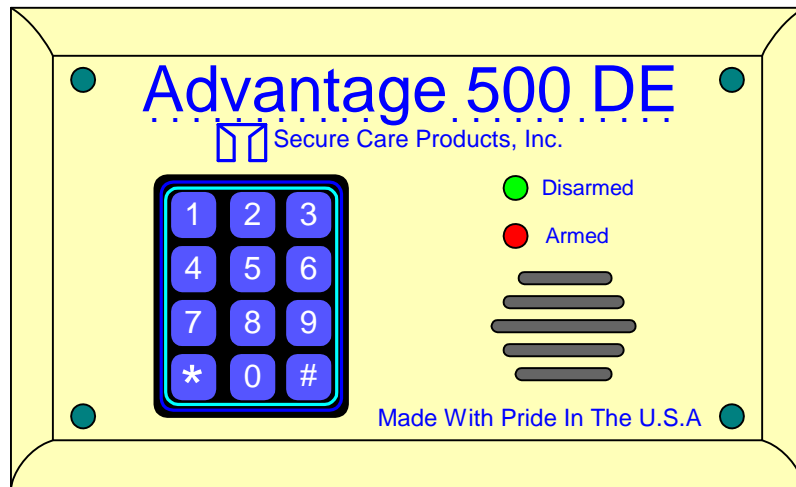 Advantage 500 DE
Secure Care Products, Inc.
1 2 3
4 5 6
7 8 9
* 0 #
Disarmed
Armed
Made With Pride In The U.S.A